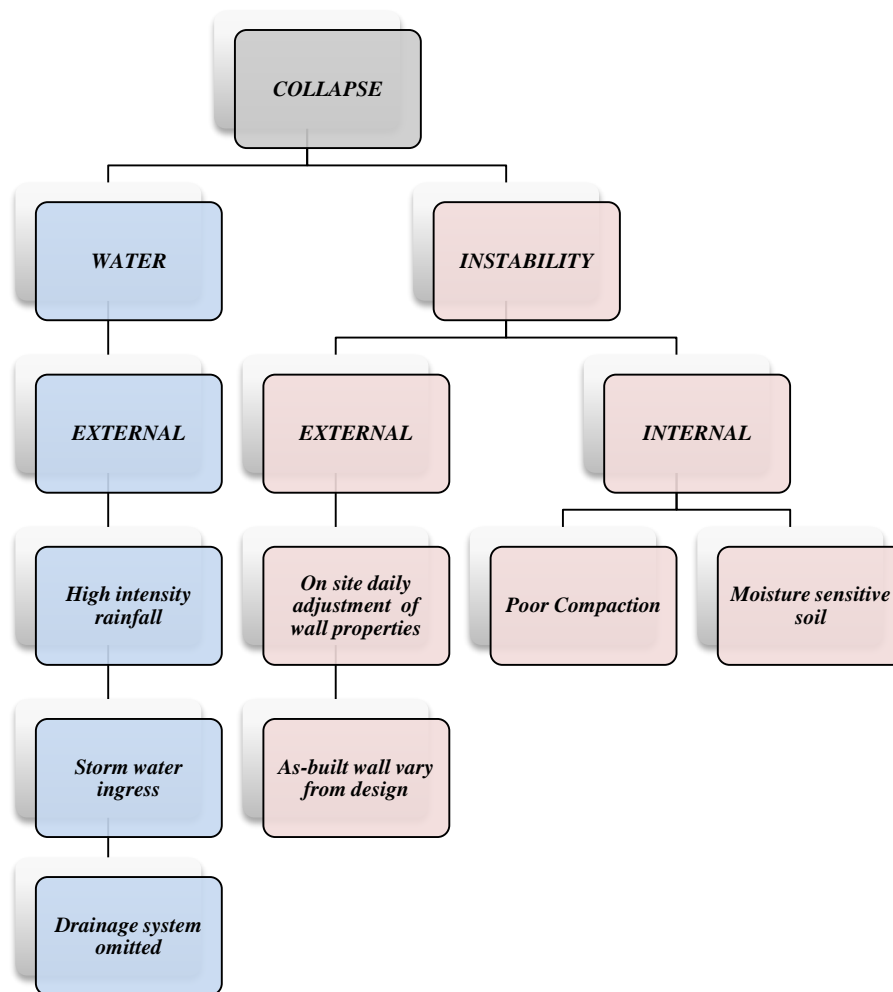 COLLAPSE
WATER
INSTABILITY
EXTERNAL
EXTERNAL
INTERNAL
High intensity
rainfall
On site daily
adjustment of
wall properties
Poor Compaction
Moisture sensitive
soil
Storm water
ingress
As-built wall vary
from design
Drainage system
omitted